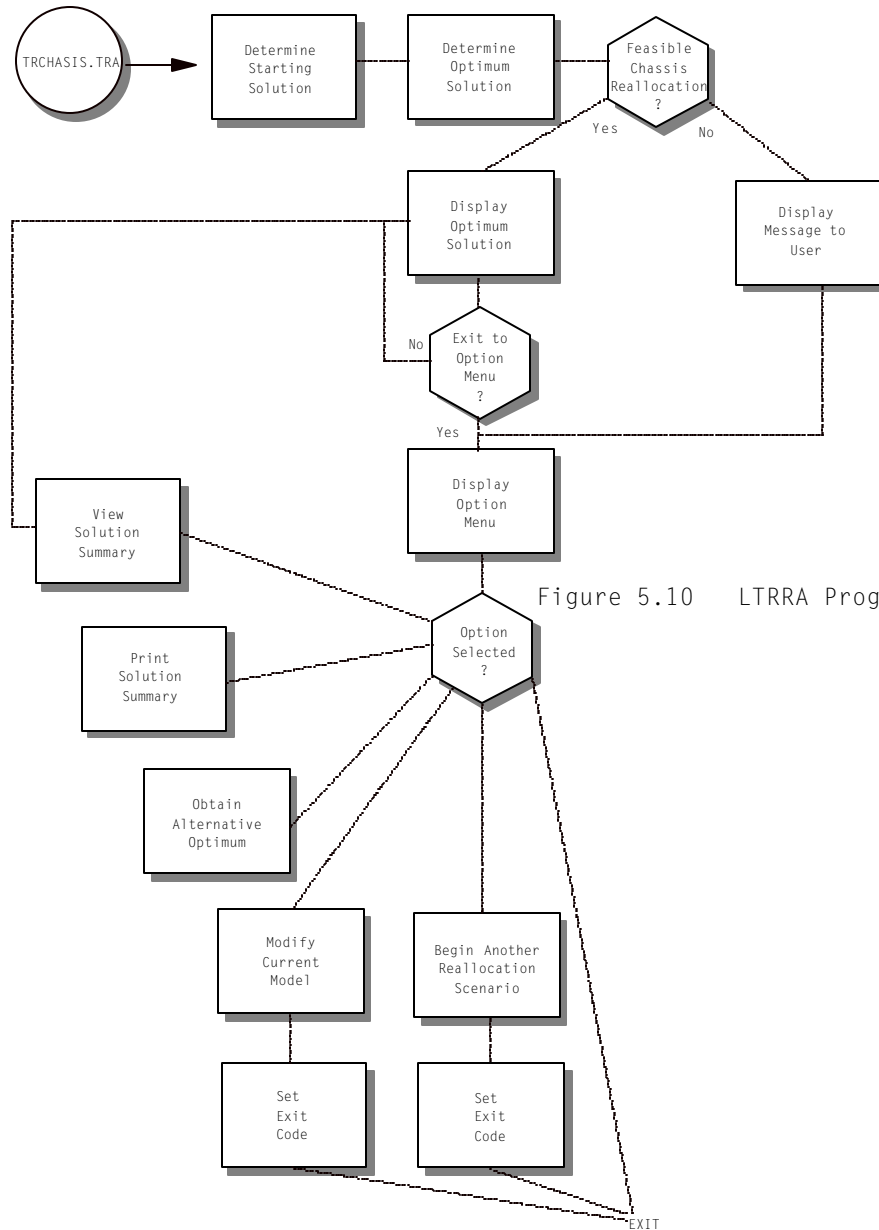 TRCHASIS.TRA
Determine
Starting
Solution
Determine
Optimum
Solution
Feasible
Chassis
Reallocation
?
Yes
No
Display
Optimum
Solution
Display
Message to
User
No
Exit to
Option
Menu
?
Yes
Display
Option
Menu
View
Solution
Summary
Figure 5.10 LTRRA Prog
Option
Selected
?
Print
Solution
Summary
Obtain
Alternative
Optimum
Modify
Current
Model
Begin Another
Reallocation
Scenario
Set
Exit
Code
Set
Exit
Code
EXIT